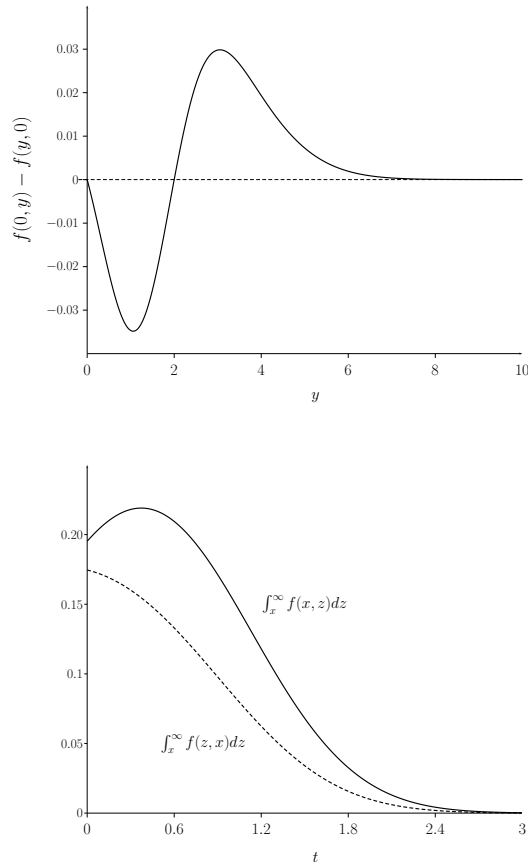 0.03
0.02
0.01
0
−0.01
−0.02
−0.03
f(0, y) − f(y, 0)
0 2 4 6 8 10
y
0.20
0.15
0.1
0.05
0
∫_x^∞ f(x, z)dz
∫_x^∞ f(z, x)dz
0 0.6 1.2 1.8 2.4 3
t